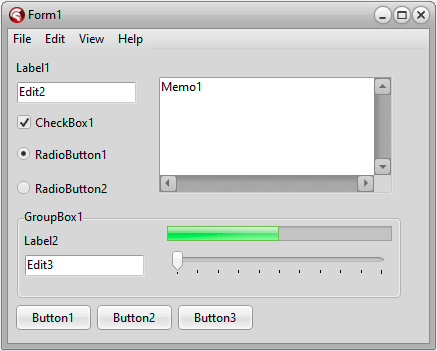 Form1
File Edit View Help
Label1
Edit2
Memo1
CheckBox1
RadioButton1
RadioButton2
GroupBox1
Label2
Edit3
Button1 Button2 Button3